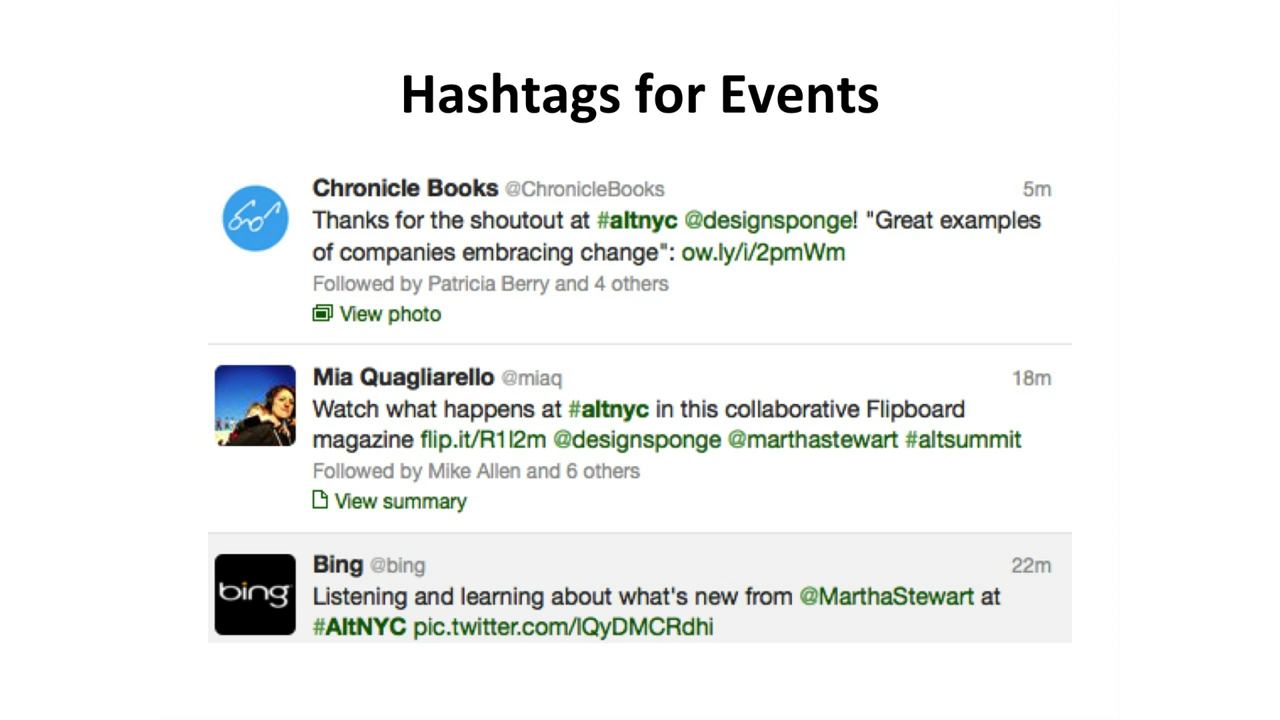 Hashtags for Events
Chronicle Books @ChronicleBooks 5m
Thanks for the shoutout at #altnyc @designsponge! "Great examples
of companies embracing change": ow.ly/i/2pmWm
Followed by Patricia Berry and 4 others
View photo
Mia Quagliarello @miaq 18m
Watch what happens at #altnyc in this collaborative Flipboard
magazine flip.it/R1l2m @designsponge @marthastewart #altsummit
Followed by Mike Allen and 6 others
View summary
Bing @bing 22m
bing
Listening and learning about what's new from @MarthaStewart at
#AltNYC pic.twitter.com/lQyDMCRdhi